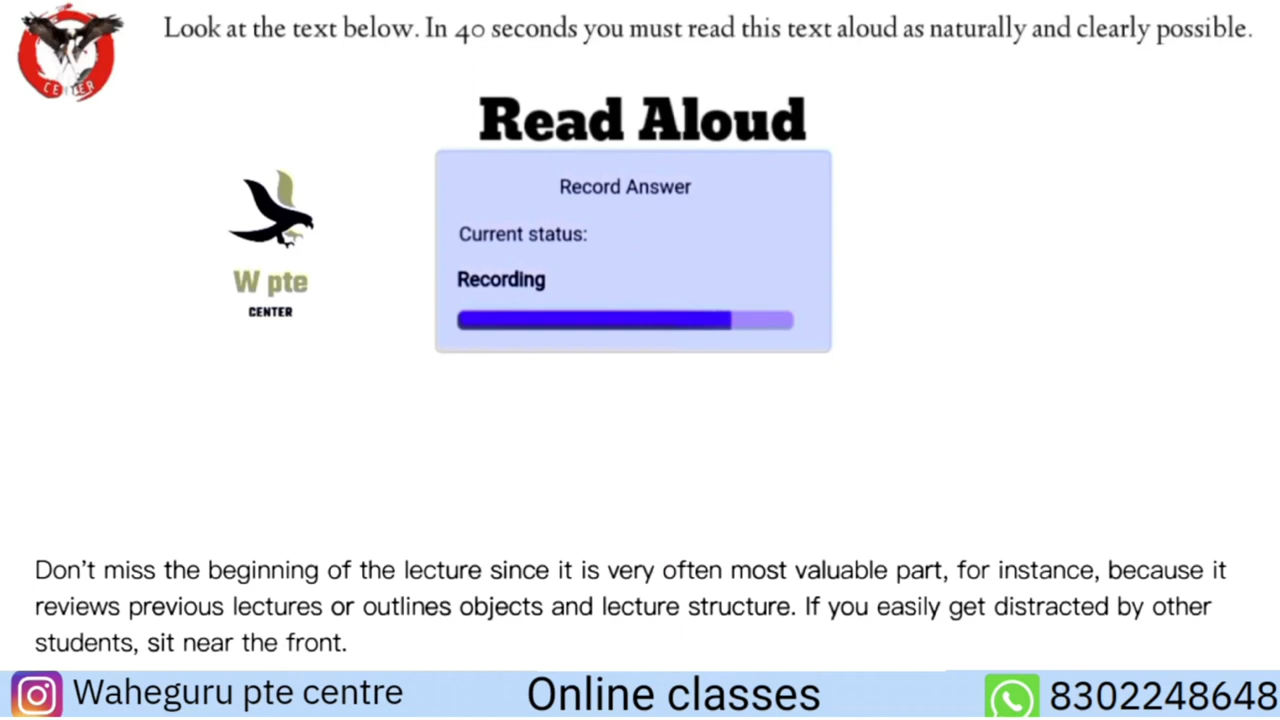 Look at the text below. In 40 seconds you must read this text aloud as naturally and clearly possible.
CENTER
Read Aloud
Record Answer
Current status:
Recording
W pte
CENTER
Don't miss the beginning of the lecture since it is very often most valuable part, for instance, because it
reviews previous lectures or outlines objects and lecture structure. If you easily get distracted by other
students, sit near the front.
Waheguru pte centre
Online classes
8302248648